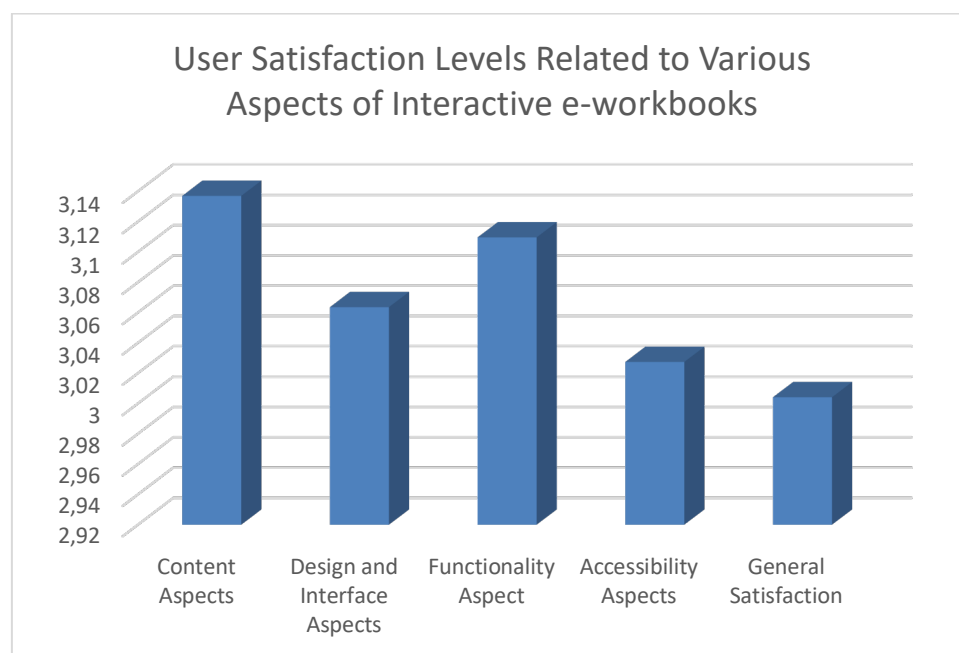 User Satisfaction Levels Related to Various
Aspects of Interactive e-workbooks
3,14
3,12
3,1
3,08
3,06
3,04
3,02
3
2,98
2,96
2,94
2,92
Content
Aspects
Design and
Interface
Aspects
Functionality
Aspect
Accessibility
Aspects
General
Satisfaction